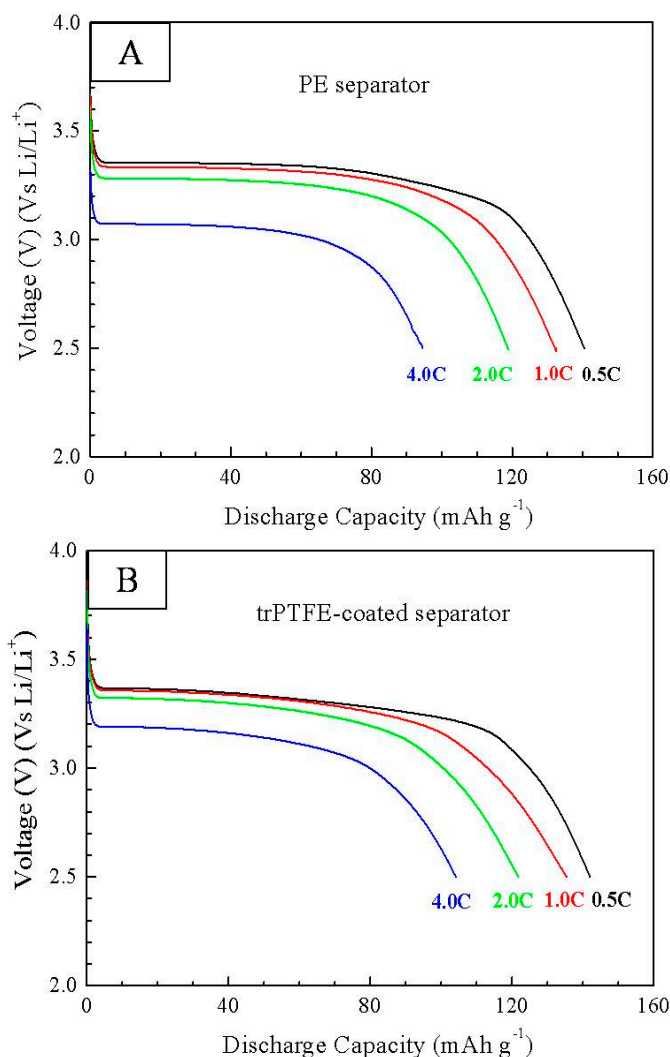 A
PE separator
4.0
3.5
3.0
2.5
2.0
Voltage (V) (Vs Li/Li⁺)
4.0C
2.0C
1.0C
0.5C
0
40
80
120
160
Discharge Capacity (mAh g⁻¹)
B
trPTFE-coated separator
4.0
3.5
3.0
2.5
2.0
Voltage (V) (Vs Li/Li⁺)
4.0C
2.0C
1.0C
0.5C
0
40
80
120
160
Discharge Capacity (mAh g⁻¹)